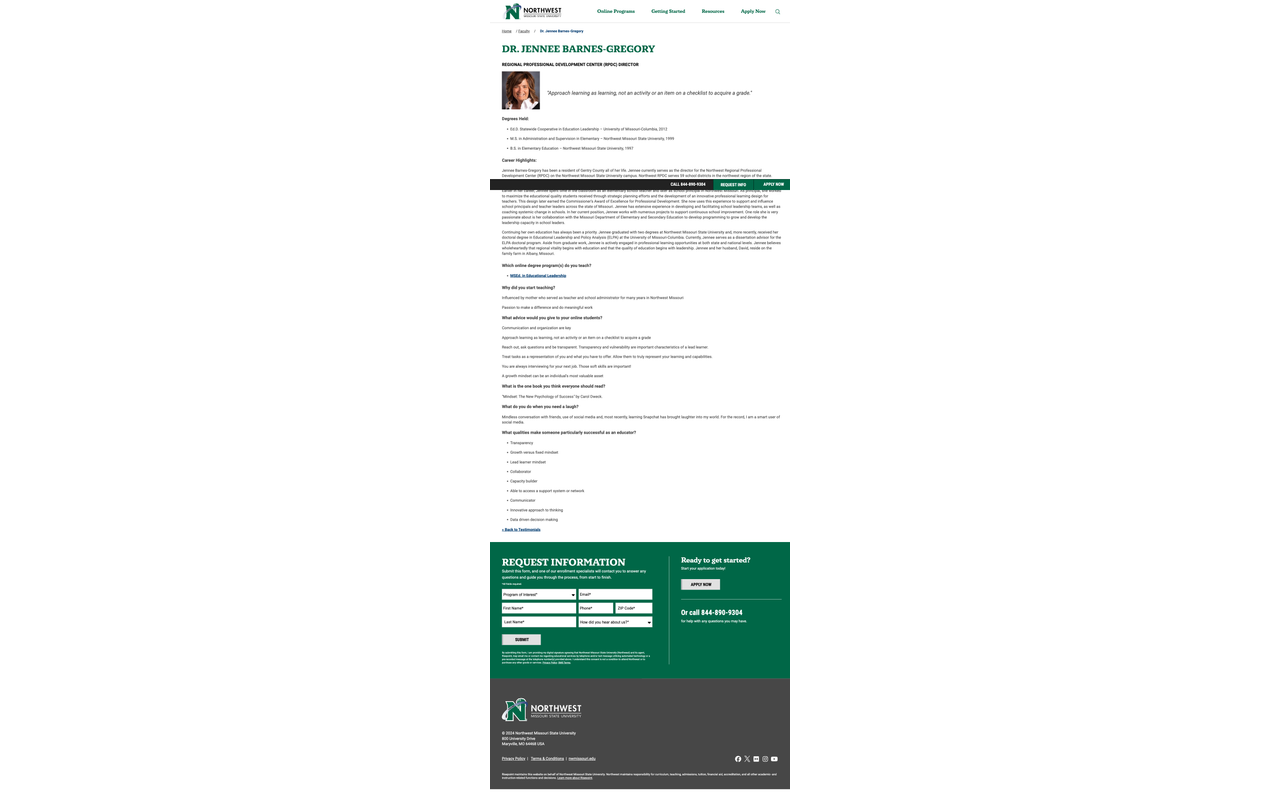 NORTHWEST
MISSOURI STATE UNIVERSITY
Online Programs Getting Started Resources Apply Now
Home / Faculty / Dr. Jennee Barnes-Gregory
DR. JENNEE BARNES-GREGORY
REGIONAL PROFESSIONAL DEVELOPMENT CENTER (RPDC) DIRECTOR
"Approach learning as learning, not an activity or an item on a checklist to acquire a grade."
Degrees Held:
• Ed.D. Statewide Cooperative in Education Leadership – University of Missouri-Columbia, 2013
• M.S. in Administration and Supervision in Elementary – Northwest Missouri State University, 1999
• B.S. in Elementary Education – Northwest Missouri State University, 1997
Career Highlights:
Jennee Barnes-Gregory has been a resident of Gentry County all of her life. Jennee currently serves as the director for the Northwest Regional Professional
Development Center (RPDC) on the Northwest Missouri State University campus. Northwest RPDC serves 59 school districts in the northwest region of the state.
CALL 844-890-9304 REQUEST INFO APPLY NOW
to maximize the educational quality students received through strategic planning efforts and the development of an innovative professional learning design for
teachers. This design later earned the Commissioner's Award of Excellence for Professional Development. She now uses this experience to support and influence
school principals and teacher leaders across the state of Missouri. Jennee has extensive experience in developing and facilitating school leadership teams, as well as
coaching systemic change in schools. In her current position, Jennee works with numerous projects to support continuous school improvement. One role she is very
passionate about is her collaboration with the Missouri Department of Elementary and Secondary Education to develop programming to grow and develop the
leadership capacity in school leaders.
Continuing her own education has always been a priority. Jennee graduated with two degrees at Northwest Missouri State University and, more recently, received her
doctoral degree in Educational Leadership and Policy Analysis (ELPA) at the University of Missouri-Columbia. Currently, Jennee serves as a dissertation advisor for the
ELPA doctoral program. Aside from graduate work, Jennee is actively engaged in professional learning opportunities at both state and national levels. Jennee believes
wholeheartedly that regional vitality begins with education and that the quality of education begins with leadership. Jennee and her husband, David, reside on the
family farm in Albany, Missouri.
Which online degree program(s) do you teach?
• MSEd. in Educational Leadership
Why did you start teaching?
Influenced by mother who served as teacher and school administrator for many years in Northwest Missouri
Passion to make a difference and do meaningful work
What advice would you give to your online students?
Communication and organization are key
Approach learning as learning, not an activity or an item on a checklist to acquire a grade
Reach out, ask questions and be transparent. Transparency and vulnerability are important characteristics of a lead learner.
Treat tasks as a representation of you and what you have to offer. Allow them to truly represent your learning and capabilities
You are always interviewing for your next job. Those soft skills are important!
A growth mindset can be an individual's most valuable asset
What is the one book you think everyone should read?
"Mindset: The New Psychology of Success" by Carol Dweck.
What do you do when you need a laugh?
Mindless conversation with friends, use of social media and, most recently, learning Snapchat has brought laughter into my world. For the record, I am a smart user of
social media.
What qualities make someone particularly successful as an educator?
• Transparency
• Growth versus fixed mindset
• Lead learner mindset
• Collaborator
• Capacity builder
• Able to access a support system or network
• Communicator
• Innovative approach to thinking
• Data driven decision making
« Back to Testimonials
REQUEST INFORMATION
Submit this form, and one of our enrollment specialists will contact you to answer any
questions and guide you through the process, from start to finish.
*All fields required.
Program of Interest* Email*
First Name* Phone* ZIP Code*
Last Name* How did you hear about us?*
SUBMIT
Ready to get started?
Start your application today!
APPLY NOW
Or call 844-890-9304
for help with any questions you may have.
NORTHWEST
MISSOURI STATE UNIVERSITY
© 2024 Northwest Missouri State University
800 University Drive
Maryville, MO 64468 USA
Privacy Policy | Terms & Conditions | nwmissouri.edu